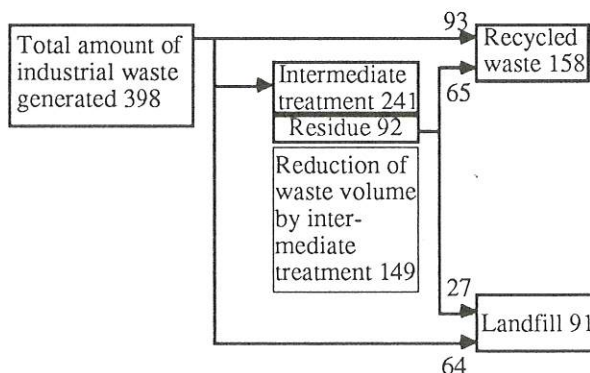 Total amount of
industrial waste
generated 398
93
Recycled
waste 158
65
Intermediate
treatment 241
Residue 92
Reduction of
waste volume
by inter-
mediate
treatment 149
27
Landfill 91
64